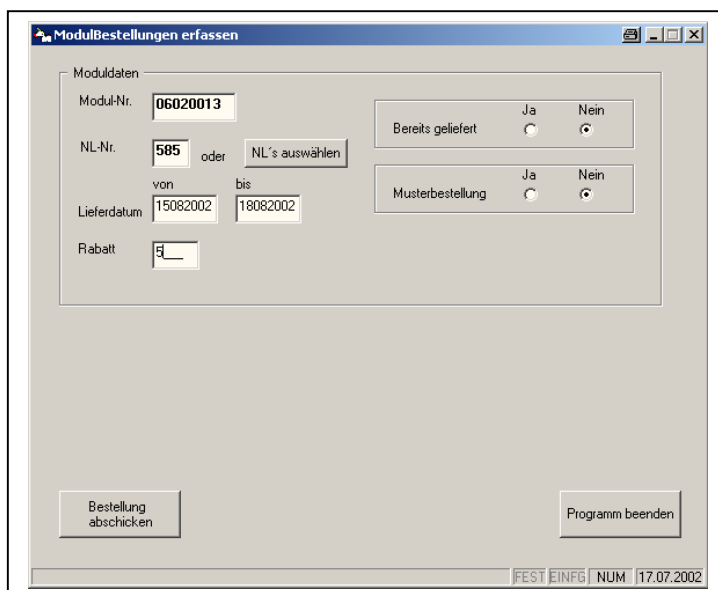 ModulBestellungen erfassen
Moduldaten
Modul-Nr. 06020013
Ja Nein
Bereits geliefert
NL-Nr. 585 oder NL´s auswählen
Ja Nein
Musterbestellung
von bis
Lieferdatum 15082002 18082002
Rabatt 5__
Bestellung
abschicken
Programm beenden
FEST EINFG NUM 17.07.2002